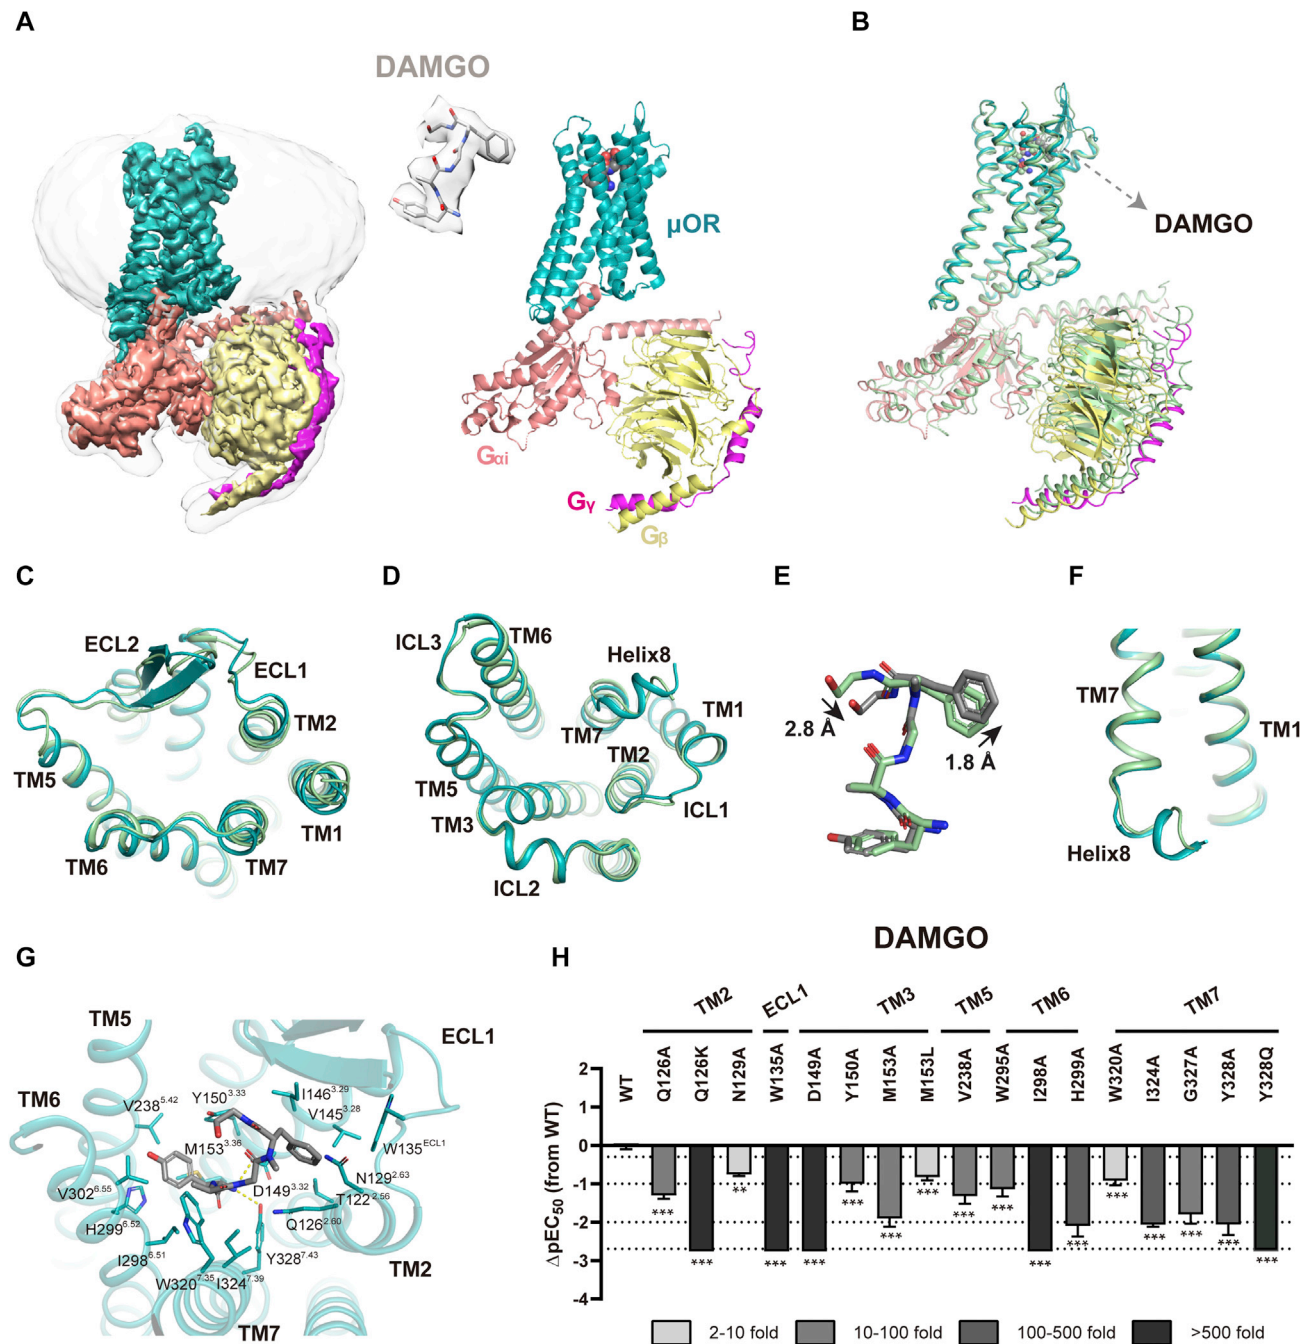 A
B
DAMGO
μOR
DAMGO
Gαi
Gγ
Gβ
C
D
E
F
ECL2
ECL1
TM2
TM5
TM1
TM6
TM7
ICL3
TM6
Helix8
TM1
TM7
TM2
TM5
TM3
ICL1
ICL2
2.8 Å
1.8 Å
TM7
TM1
Helix8
G
TM5
ECL1
TM6
I146^3.29
Y150^3.33
V238^5.42
V145^3.28
M153^3.36
W135^ECL1
N129^2.63
D149^3.32
V302^6.55
T122^2.56
H299^6.52
Q126^2.60
I298^6.51
Y328^7.43
W320^7.35
I324^7.39
TM2
TM7
H
DAMGO
TM2 ECL1 TM3 TM5 TM6 TM7
WT Q126A Q126K N129A W135A D149A Y150A M153A M153L V238A W295A I298A H299A W320A I324A G327A Y328A Y328Q
ΔpEC50 (from WT)
2
1
0
-1
-2
-3
-4
*** *** ** *** *** *** *** *** *** *** *** *** *** *** *** *** ***
2-10 fold 10-100 fold 100-500 fold >500 fold